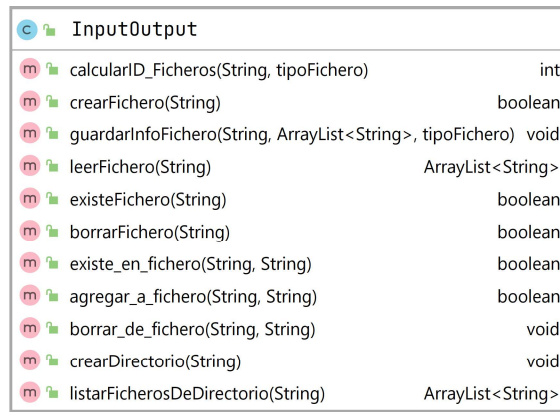 C InputOutput
m calcularID_Ficheros(String, tipoFichero) int
m crearFichero(String) boolean
m guardarInfoFichero(String, ArrayList<String>, tipoFichero) void
m leerFichero(String) ArrayList<String>
m existeFichero(String) boolean
m borrarFichero(String) boolean
m existe_en_fichero(String, String) boolean
m agregar_a_fichero(String, String) boolean
m borrar_de_fichero(String, String) void
m crearDirectorio(String) void
m listarFicherosDeDirectorio(String) ArrayList<String>